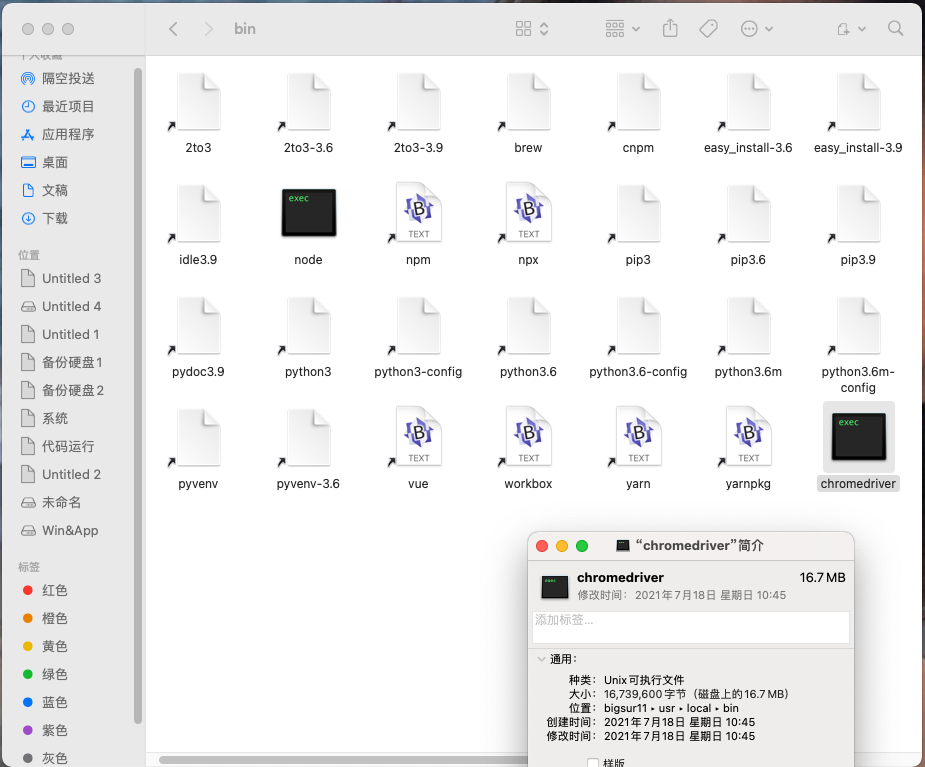 bin
个人收藏
隔空投送
最近项目
应用程序
桌面
文稿
下载
位置
Untitled 3
Untitled 4
Untitled 1
备份硬盘1
备份硬盘2
系统
代码运行
Untitled 2
未命名
Win&App
标签
红色
橙色
黄色
绿色
蓝色
紫色
灰色
2to3
2to3-3.6
2to3-3.9
brew
cnpm
easy_install-3.6
easy_install-3.9
exec
TEXT
TEXT
idle3.9
node
npm
npx
pip3
pip3.6
pip3.9
pydoc3.9
python3
python3-config
python3.6
python3.6-config
python3.6m
python3.6m-
config
TEXT
TEXT
TEXT
TEXT
exec
pyvenv
pyvenv-3.6
vue
workbox
yarn
yarnpkg
chromedriver
“chromedriver”简介
exec
chromedriver 16.7 MB
修改时间: 2021年7月18日 星期日 10:45
添加标签...
通用:
种类: Unix可执行文件
大小: 16,739,600字节(磁盘上的16.7 MB)
位置: bigsur11 ▸ usr ▸ local ▸ bin
创建时间: 2021年7月18日 星期日 10:45
修改时间: 2021年7月18日 星期日 10:45
样版